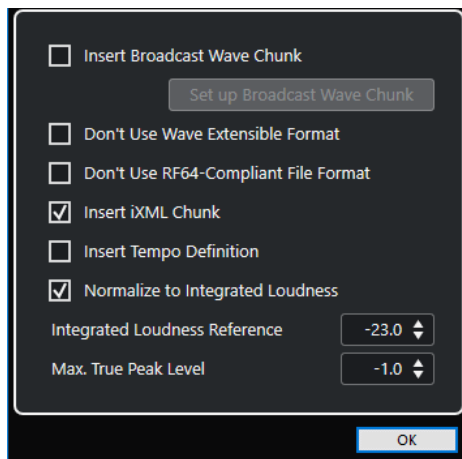 Insert Broadcast Wave Chunk
Set up Broadcast Wave Chunk
Don't Use Wave Extensible Format
Don't Use RF64-Compliant File Format
Insert iXML Chunk
Insert Tempo Definition
Normalize to Integrated Loudness
Integrated Loudness Reference -23.0
Max. True Peak Level -1.0
OK